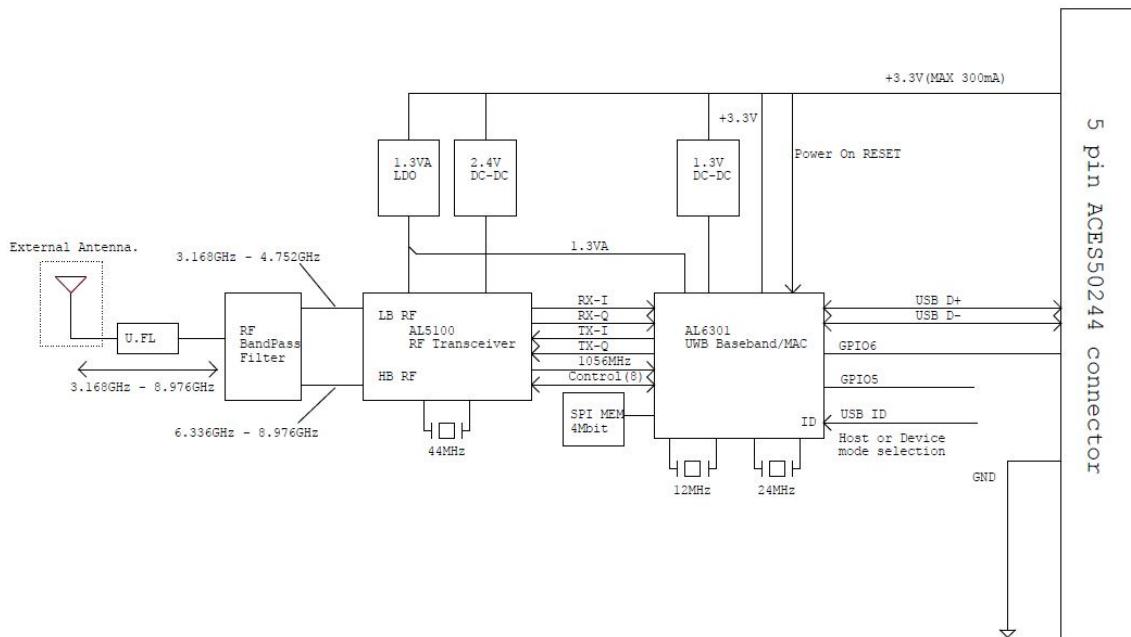 +3.3V(MAX 300mA)
+3.3V
1.3VA
LDO
2.4V
DC-DC
1.3V
DC-DC
Power On RESET
5 pin ACES50244 connector
External Antenna.
3.168GHz - 4.752GHz
1.3VA
U.FL
RF
BandPass
Filter
LB RF
AL5100
RF Transceiver
HB RF
RX-I
RX-Q
TX-I
TX-Q
1056MHz
Control(8)
AL6301
UWB Baseband/MAC
ID
USB D+
USB D-
GPIO6
GPIO5
USB ID
Host or Device
mode selection
3.168GHz - 8.976GHz
6.336GHz - 8.976GHz
44MHz
SPI MEM
4Mbit
12MHz
24MHz
GND